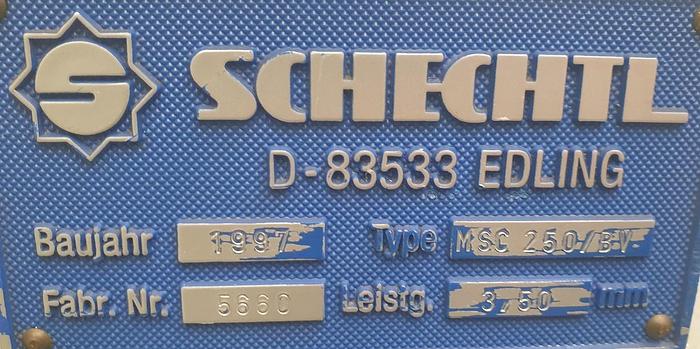 S SCHECHTL
D-83533 EDLING
Baujahr 1997 Type MSC 250/BV
Fabr. Nr. 5660 Leistg. 3,50 mm